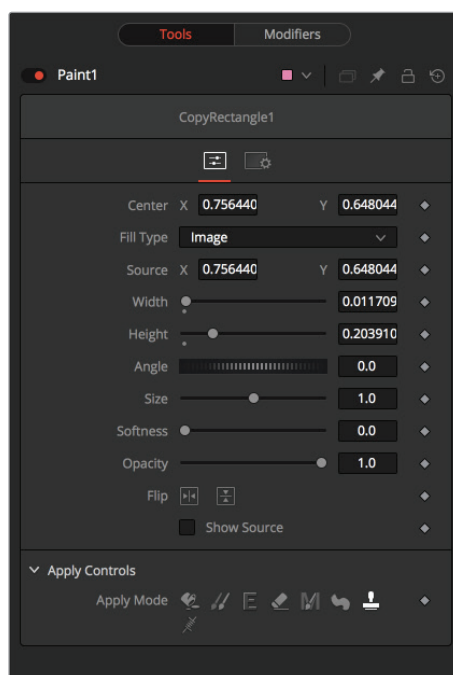 Tools Modifiers
Paint1
CopyRectangle1
Center X 0.756440 Y 0.648044
Fill Type Image
Source X 0.756440 Y 0.648044
Width 0.011709
Height 0.203910
Angle 0.0
Size 1.0
Softness 0.0
Opacity 1.0
Flip
Show Source
Apply Controls
Apply Mode E M